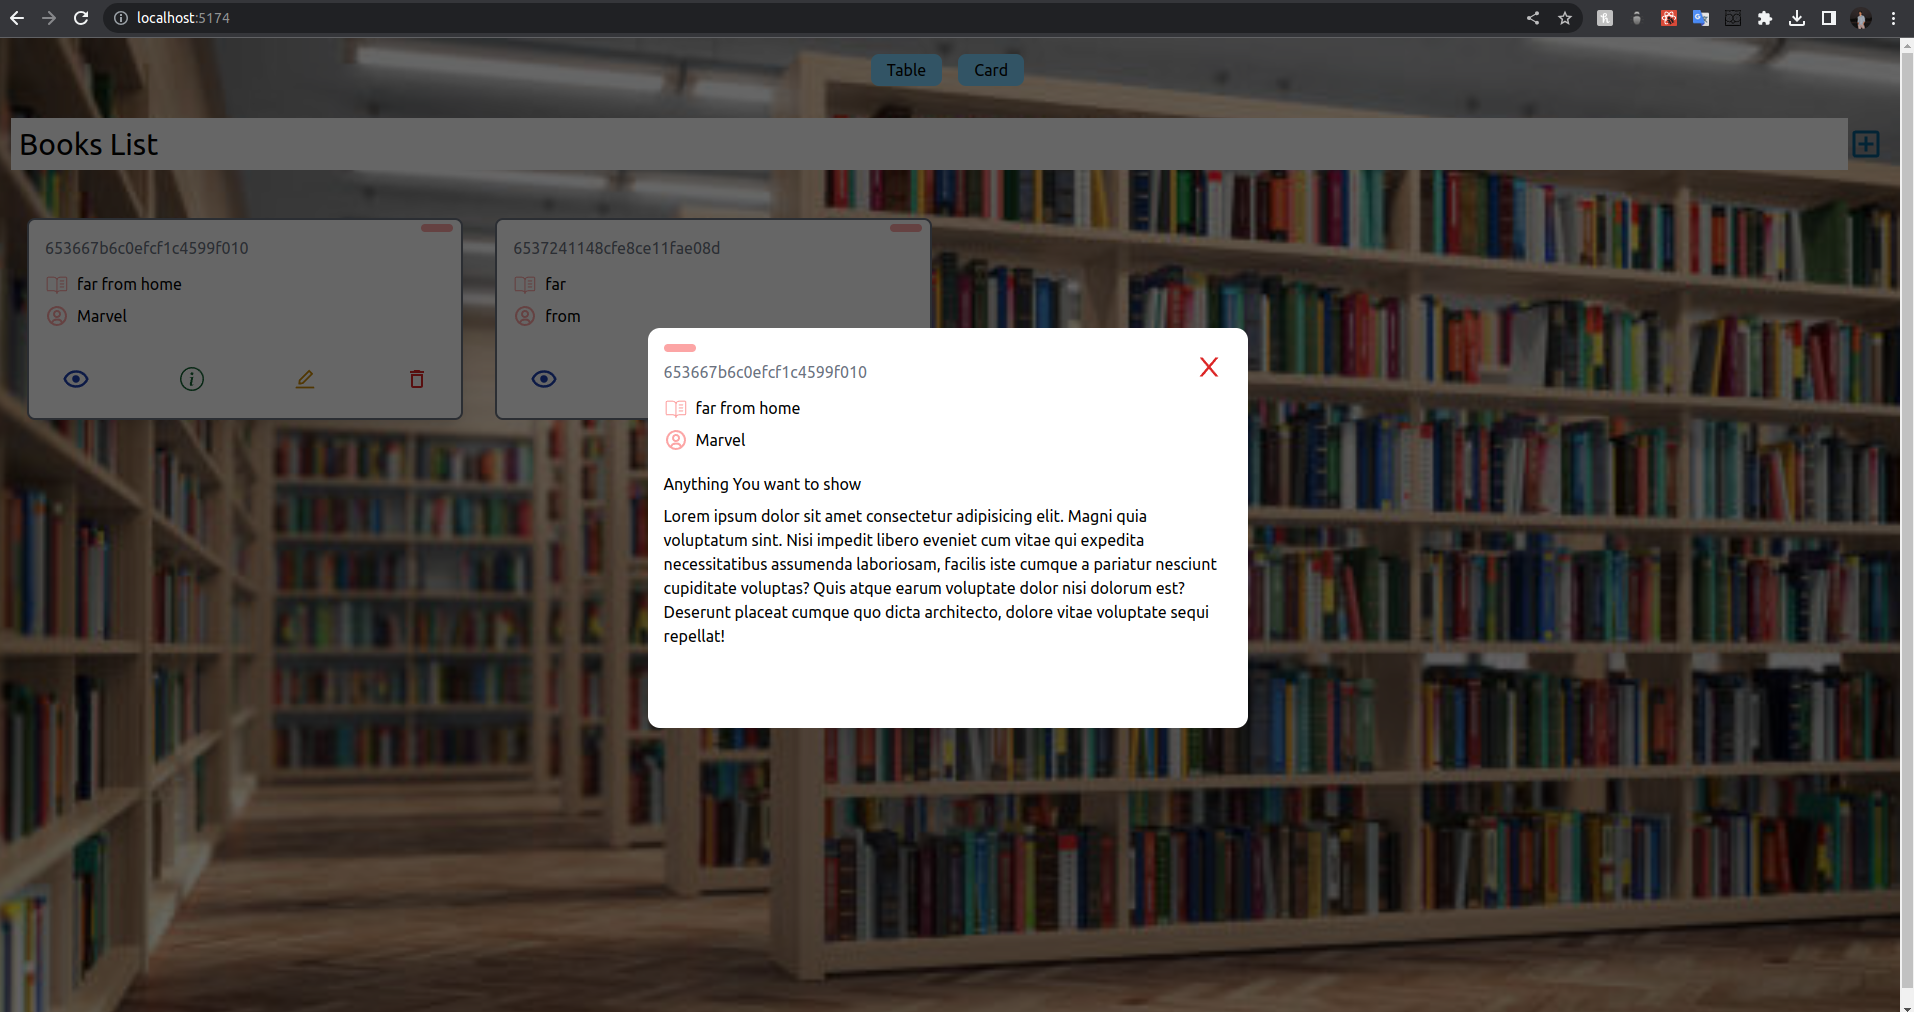 localhost:5174
Table
Card
Books List
653667b6c0efcf1c4599f010
far from home
Marvel
6537241148cfe8ce11fae08d
far
from
653667b6c0efcf1c4599f010
far from home
Marvel
Anything You want to show
Lorem ipsum dolor sit amet consectetur adipisicing elit. Magni quia
voluptatum sint. Nisi impedit libero eveniet cum vitae qui expedita
necessitatibus assumenda laboriosam, facilis iste cumque a pariatur nesciunt
cupiditate voluptas? Quis atque earum voluptate dolor nisi dolorum est?
Deserunt placeat cumque quo dicta architecto, dolore vitae voluptate sequi
repellat!